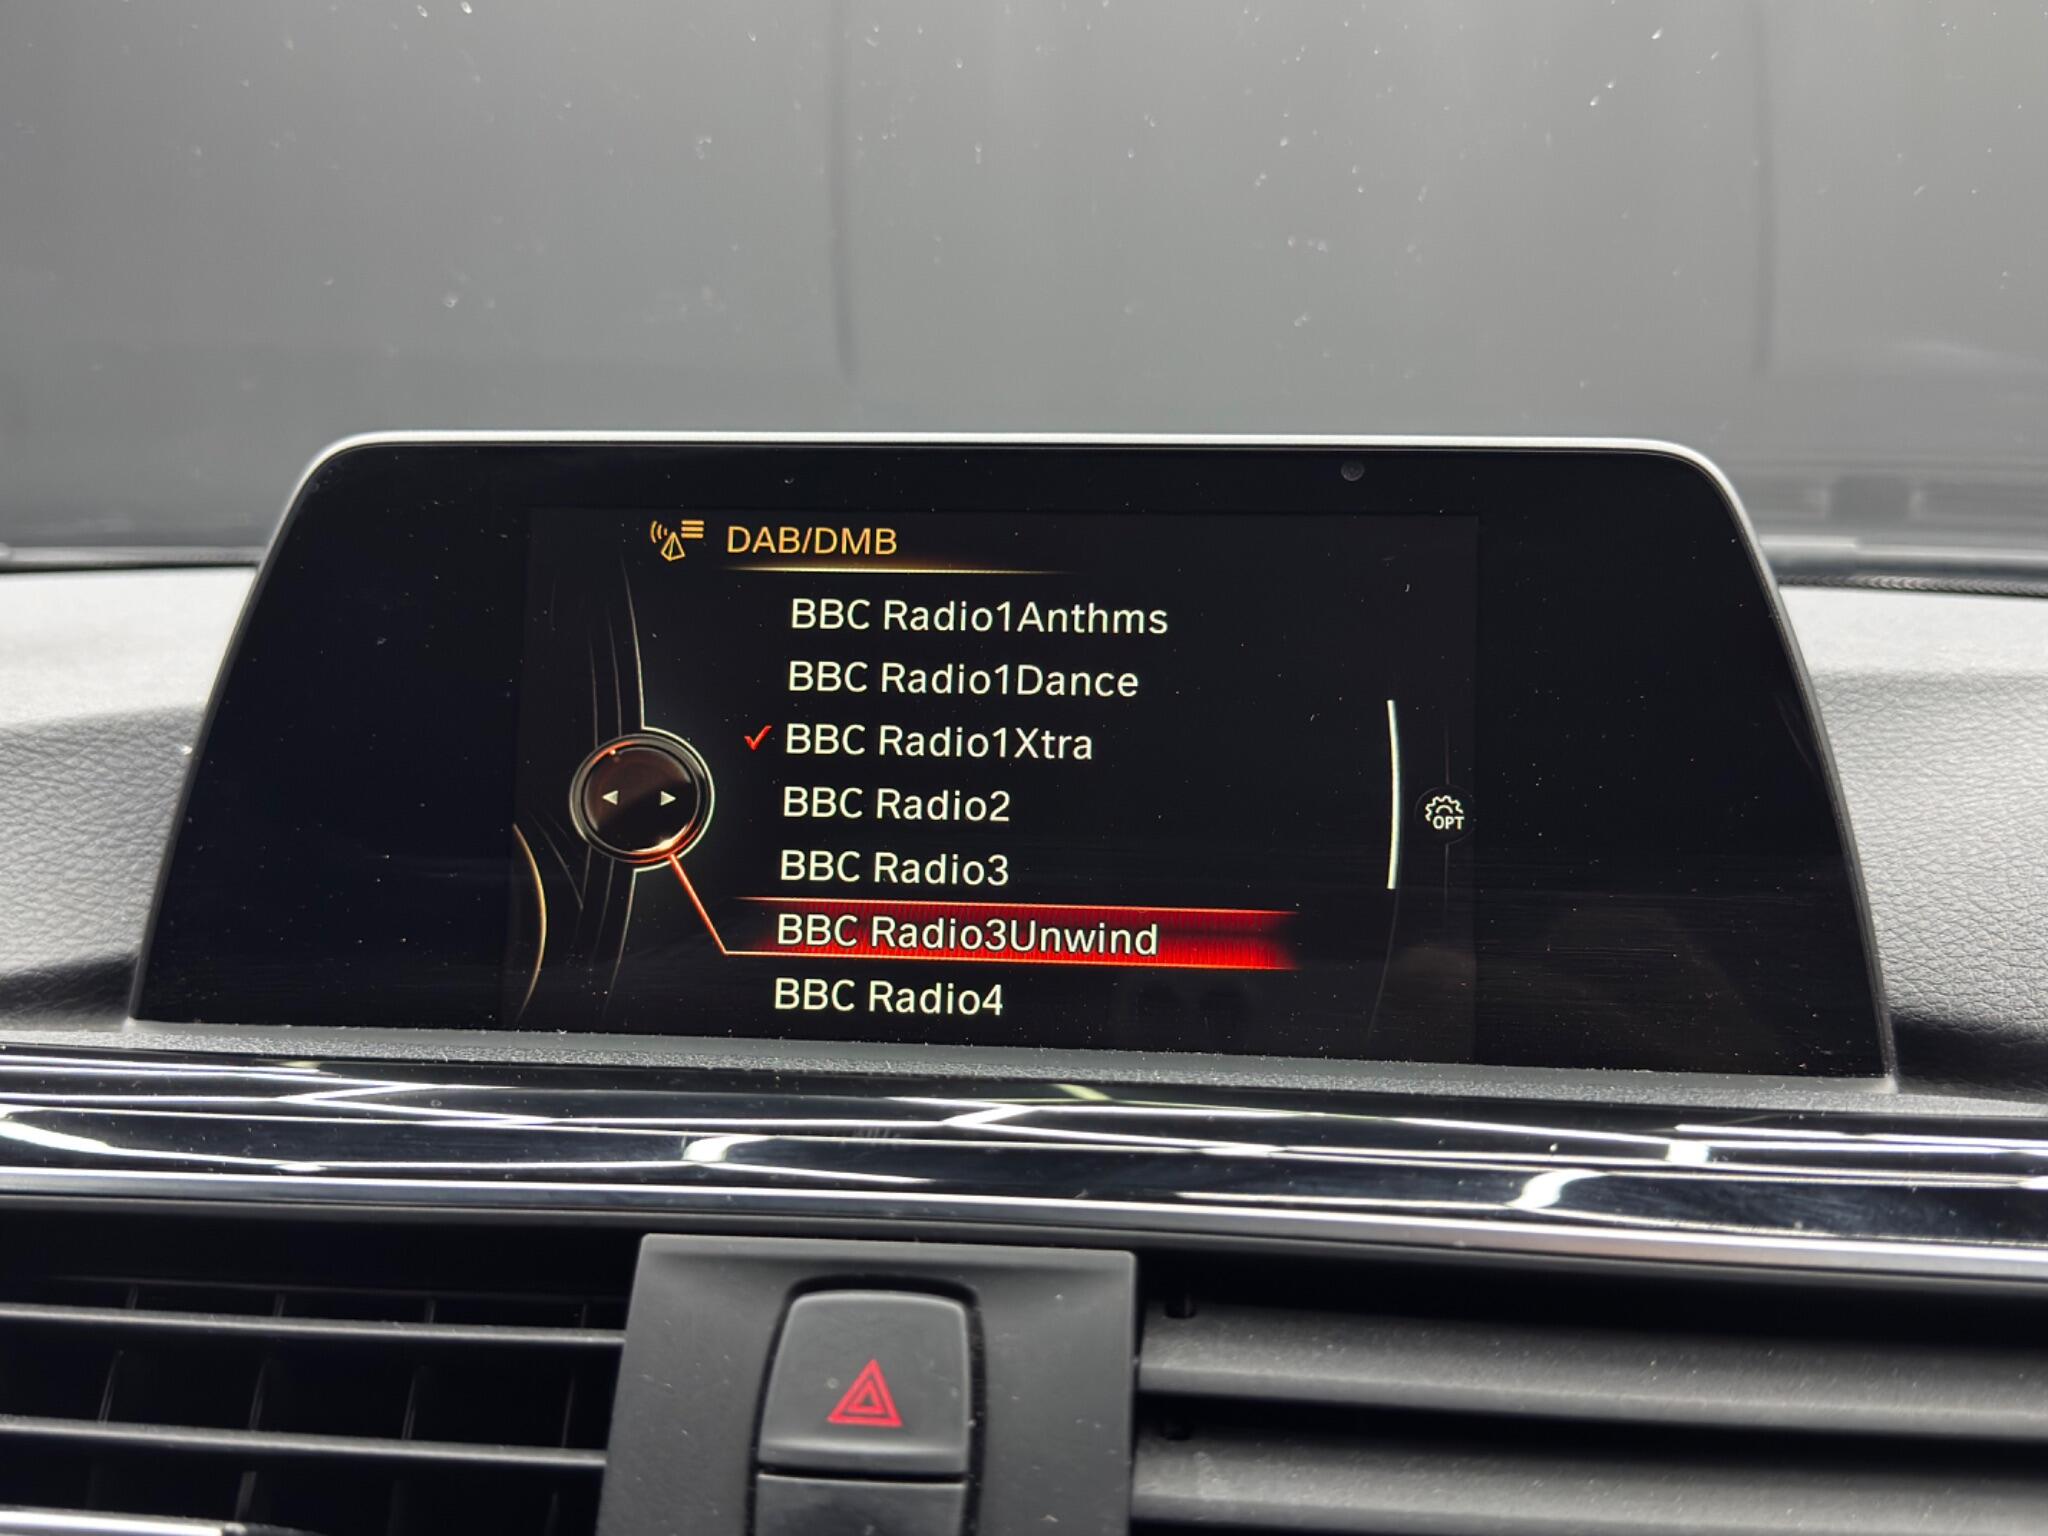 DAB/DMB
BBC Radio1Anthms
BBC Radio1Dance
BBC Radio1Xtra
BBC Radio2
BBC Radio3
BBC Radio3Unwind
BBC Radio4
OPT